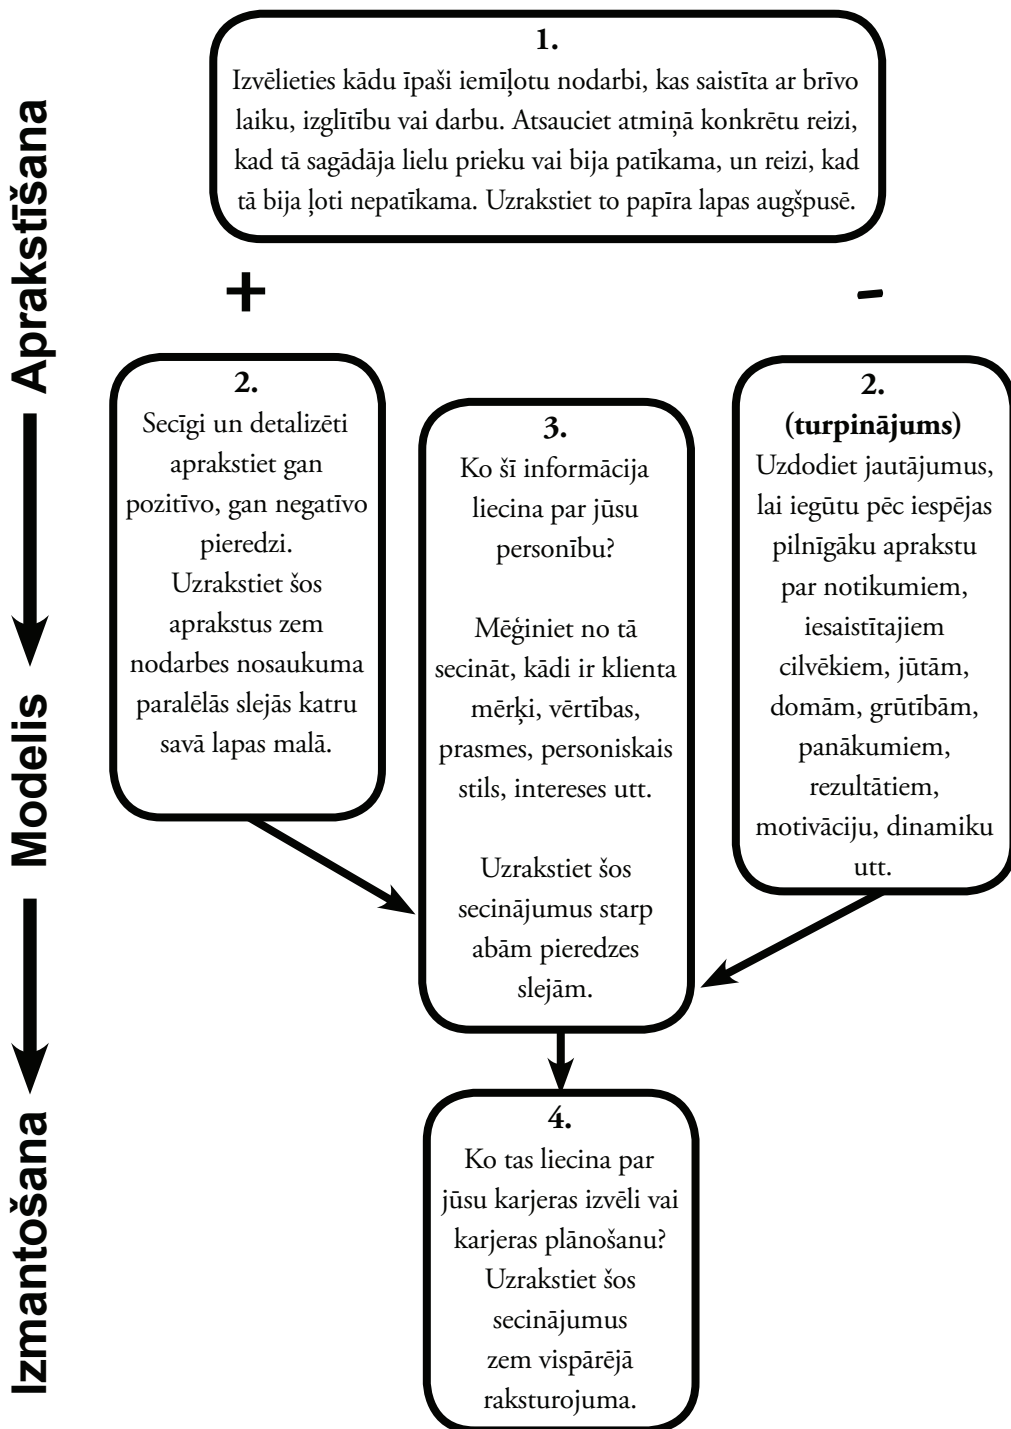 Aprakstīšana
Modelis
Izmantošana
1.
Izvēlieties kādu īpaši iemīļotu nodarbi, kas saistīta ar brīvo
laiku, izglītību vai darbu. Atsauciet atmiņā konkrētu reizi,
kad tā sagādāja lielu prieku vai bija patīkama, un reizi, kad
tā bija ļoti nepatīkama. Uzrakstiet to papīra lapas augšpusē.
+
-
2.
Secīgi un detalizēti
aprakstiet gan
pozitīvo, gan negatīvo
pieredzi.
Uzrakstiet šos
aprakstus zem
nodarbes nosaukuma
paralēlās slejās katru
savā lapas malā.
2.
(turpinājums)
Uzdodiet jautājumus,
lai iegūtu pēc iespējas
pilnīgāku aprakstu
par notikumiem,
iesaistītajiem
cilvēkiem, jūtām,
domām, grūtībām,
panākumiem,
rezultātiem,
motivāciju, dinamiku
utt.
3.
Ko šī informācija
liecina par jūsu
personību?
Mēģiniet no tā
secināt, kādi ir klienta
mērķi, vērtības,
prasmes, personiskais
stils, intereses utt.
Uzrakstiet šos
secinājumus starp
abām pieredzes
slejām.
4.
Ko tas liecina par
jūsu karjeras izvēli vai
karjeras plānošanu?
Uzrakstiet šos
secinājumus
zem vispārējā
raksturojuma.